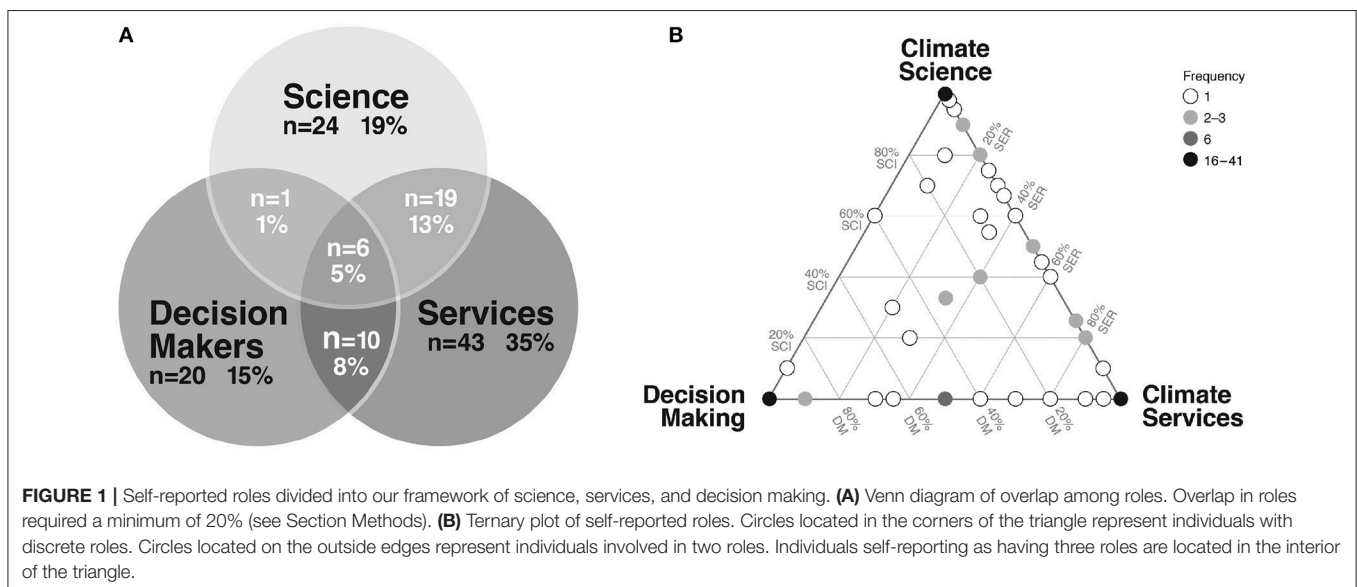 A
Science
n=24 19%
n=1
1%
n=19
13%
n=6
5%
Decision
Makers
n=20 15%
Services
n=43 35%
n=10
8%
B
Climate
Science
Frequency
1
2–3
6
16–41
80%
SCI
60%
SCI
40%
SCI
20%
SCI
20%
SER
40%
SER
60%
SER
80%
SER
Decision
Making
80%
DM
60%
DM
40%
DM
20%
DM
Climate
Services
FIGURE 1 | Self-reported roles divided into our framework of science, services, and decision making. (A) Venn diagram of overlap among roles. Overlap in roles
required a minimum of 20% (see Section Methods). (B) Ternary plot of self-reported roles. Circles located in the corners of the triangle represent individuals with
discrete roles. Circles located on the outside edges represent individuals involved in two roles. Individuals self-reporting as having three roles are located in the interior
of the triangle.